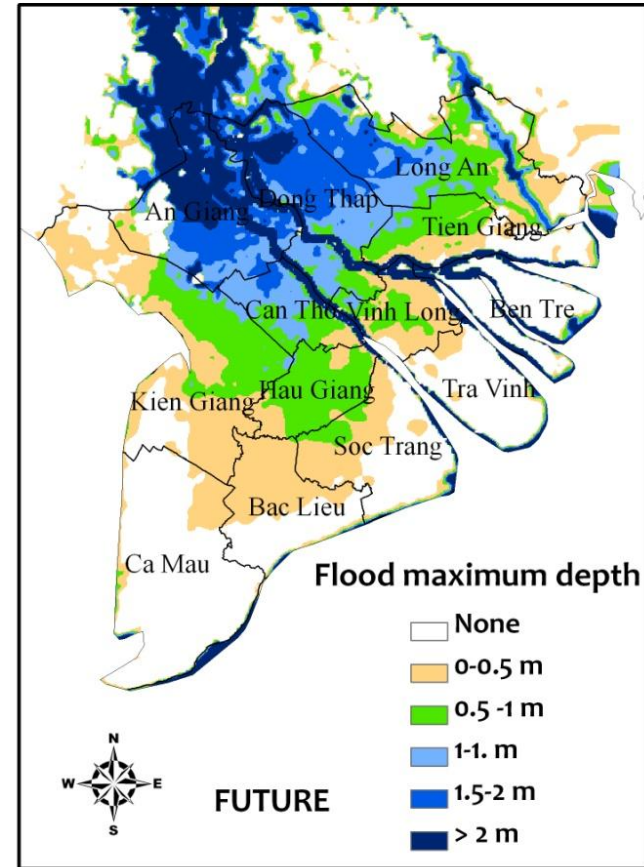 Long An
Dong Thap
An Giang
Tien Giang
Can Tho
Vinh Long
Ben Tre
Hau Giang
Kien Giang
Tra Vinh
Soc Trang
Bac Lieu
Ca Mau
Flood maximum depth
None
0-0.5 m
0.5 -1 m
1-1. m
1.5-2 m
> 2 m
N
W E
S
FUTURE